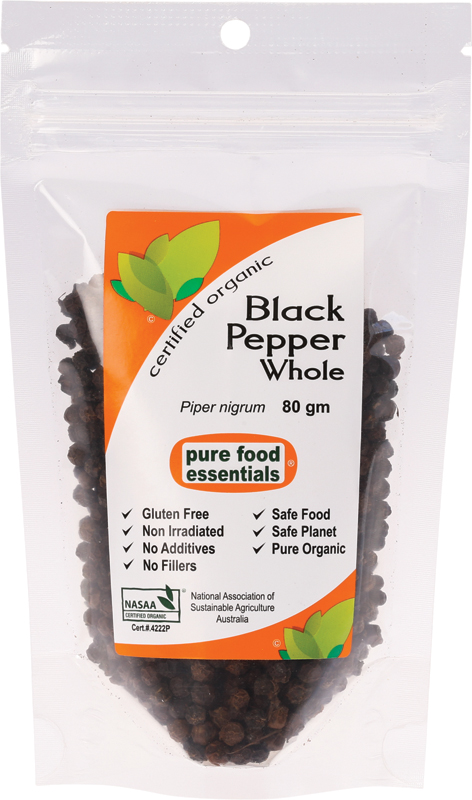 certified organic
Black
Pepper
Whole
Piper nigrum 80 gm
pure food
essentials®
✓ Gluten Free
✓ Non Irradiated
✓ No Additives
✓ No Fillers
✓ Safe Food
✓ Safe Planet
✓ Pure Organic
©
NASAA ®
CERTIFIED ORGANIC
Cert.#.4222P
National Association of
Sustainable Agriculture
Australia
©